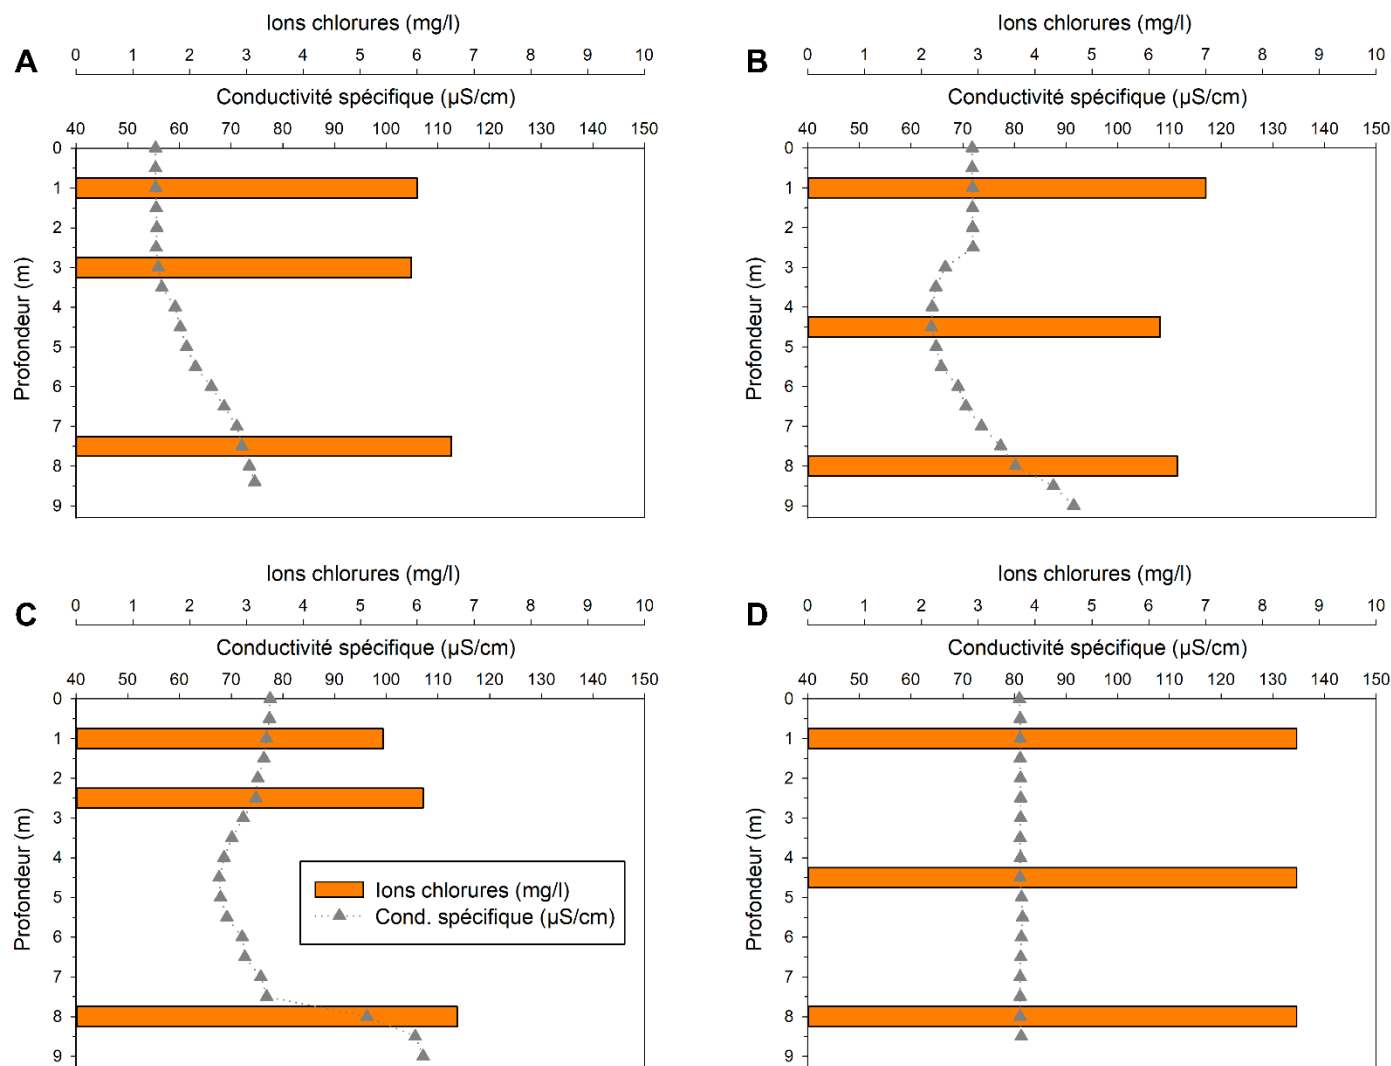 Ions chlorures (mg/l)
0 1 2 3 4 5 6 7 8 9 10
A
Conductivité spécifique (µS/cm)
40 50 60 70 80 90 100 110 120 130 140 150
Profondeur (m)
0
1
2
3
4
5
6
7
8
9
Ions chlorures (mg/l)
0 1 2 3 4 5 6 7 8 9 10
B
Conductivité spécifique (µS/cm)
40 50 60 70 80 90 100 110 120 130 140 150
Profondeur (m)
0
1
2
3
4
5
6
7
8
9
Ions chlorures (mg/l)
0 1 2 3 4 5 6 7 8 9 10
C
Conductivité spécifique (µS/cm)
40 50 60 70 80 90 100 110 120 130 140 150
Profondeur (m)
0
1
2
3
4
5
6
7
8
9
Ions chlorures (mg/l)
Cond. spécifique (µS/cm)
Ions chlorures (mg/l)
0 1 2 3 4 5 6 7 8 9 10
D
Conductivité spécifique (µS/cm)
40 50 60 70 80 90 100 110 120 130 140 150
Profondeur (m)
0
1
2
3
4
5
6
7
8
9